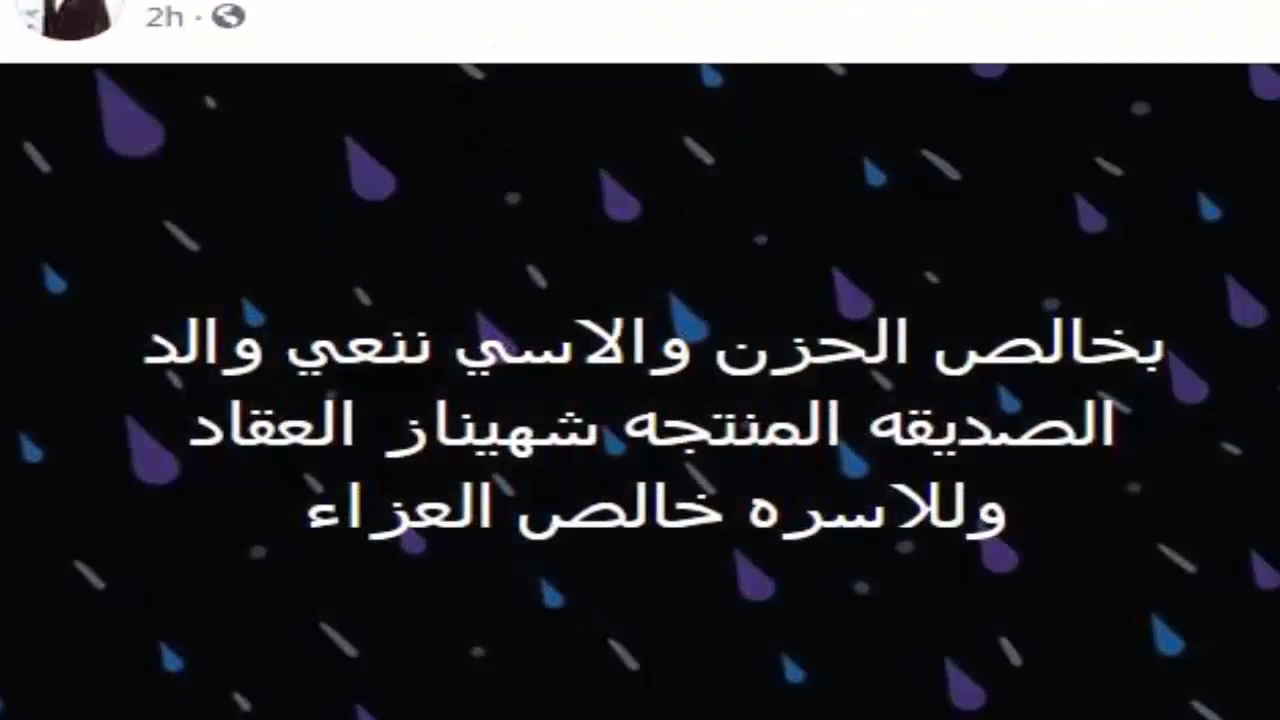 2h ·
بخالص الحزن والاسي ننعي والد
الصديقه المنتجه شهيناز العقاد
وللاسره خالص العزاء